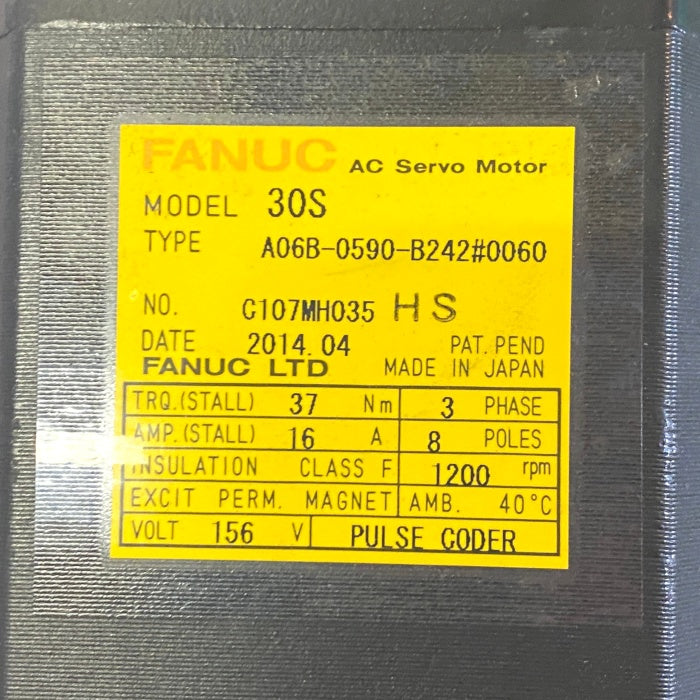 FANUC AC Servo Motor
MODEL 30S
TYPE A06B-0590-B242#0060
NO. C107MH035 HS
DATE 2014.04 PAT. PEND
FANUC LTD MADE IN JAPAN
TRQ.(STALL) 37 Nm 3 PHASE
AMP.(STALL) 16 A 8 POLES
INSULATION CLASS F 1200 rpm
EXCIT PERM. MAGNET AMB. 40°C
VOLT 156 V PULSE CODER